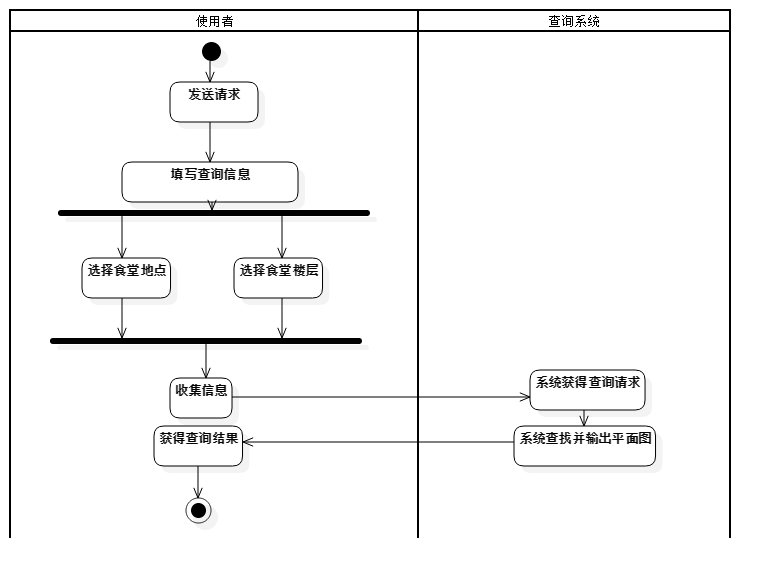 使用者
查询系统
发送请求
填写查询信息
选择食堂地点
选择食堂楼层
收集信息
系统获得查询请求
获得查询结果
系统查找并输出平面图